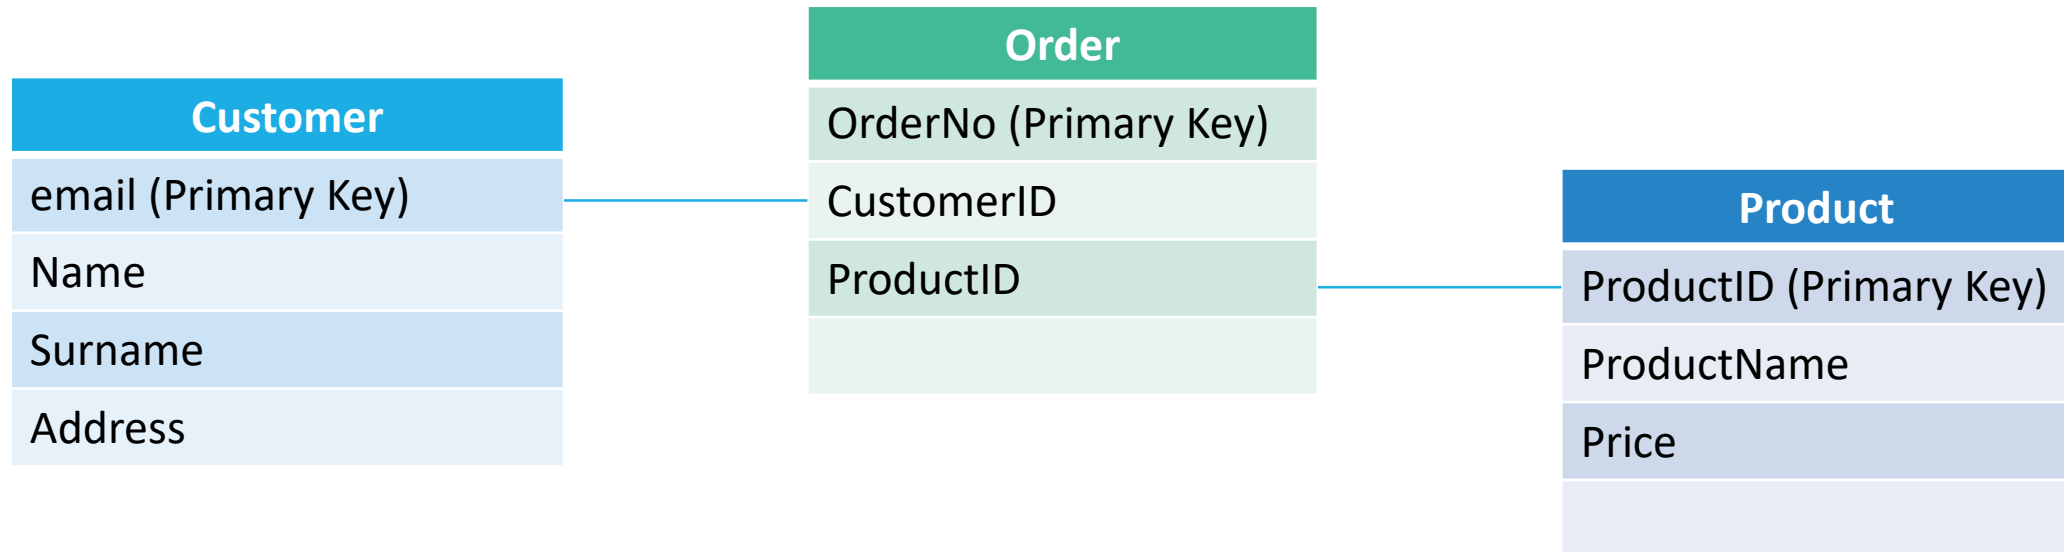 Customer
email (Primary Key)
Name
Surname
Address
Order
OrderNo (Primary Key)
CustomerID
ProductID
Product
ProductID (Primary Key)
ProductName
Price